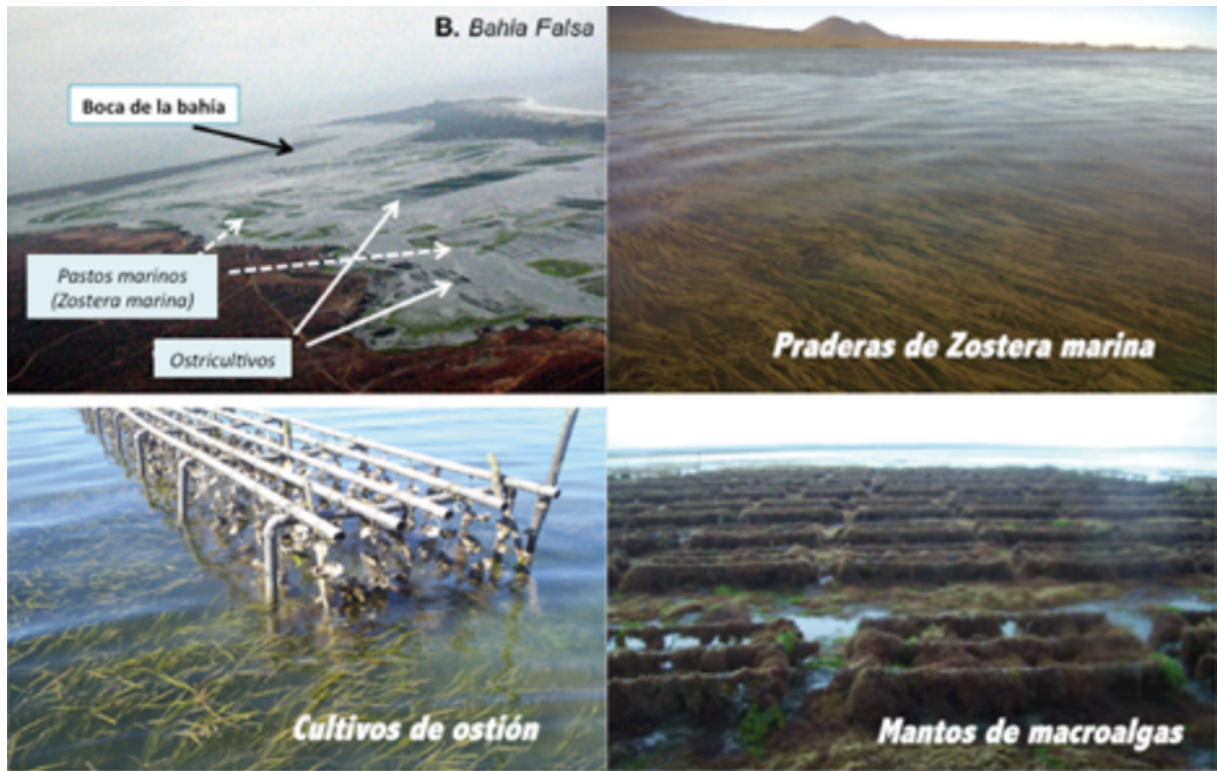 B. Bahia Falsa
Boca de la bahía
Pastos marinos
(Zostera marina)
Ostricultivos
Praderas de Zostera marina
Cultivos de ostión
Mantos de macroalgas